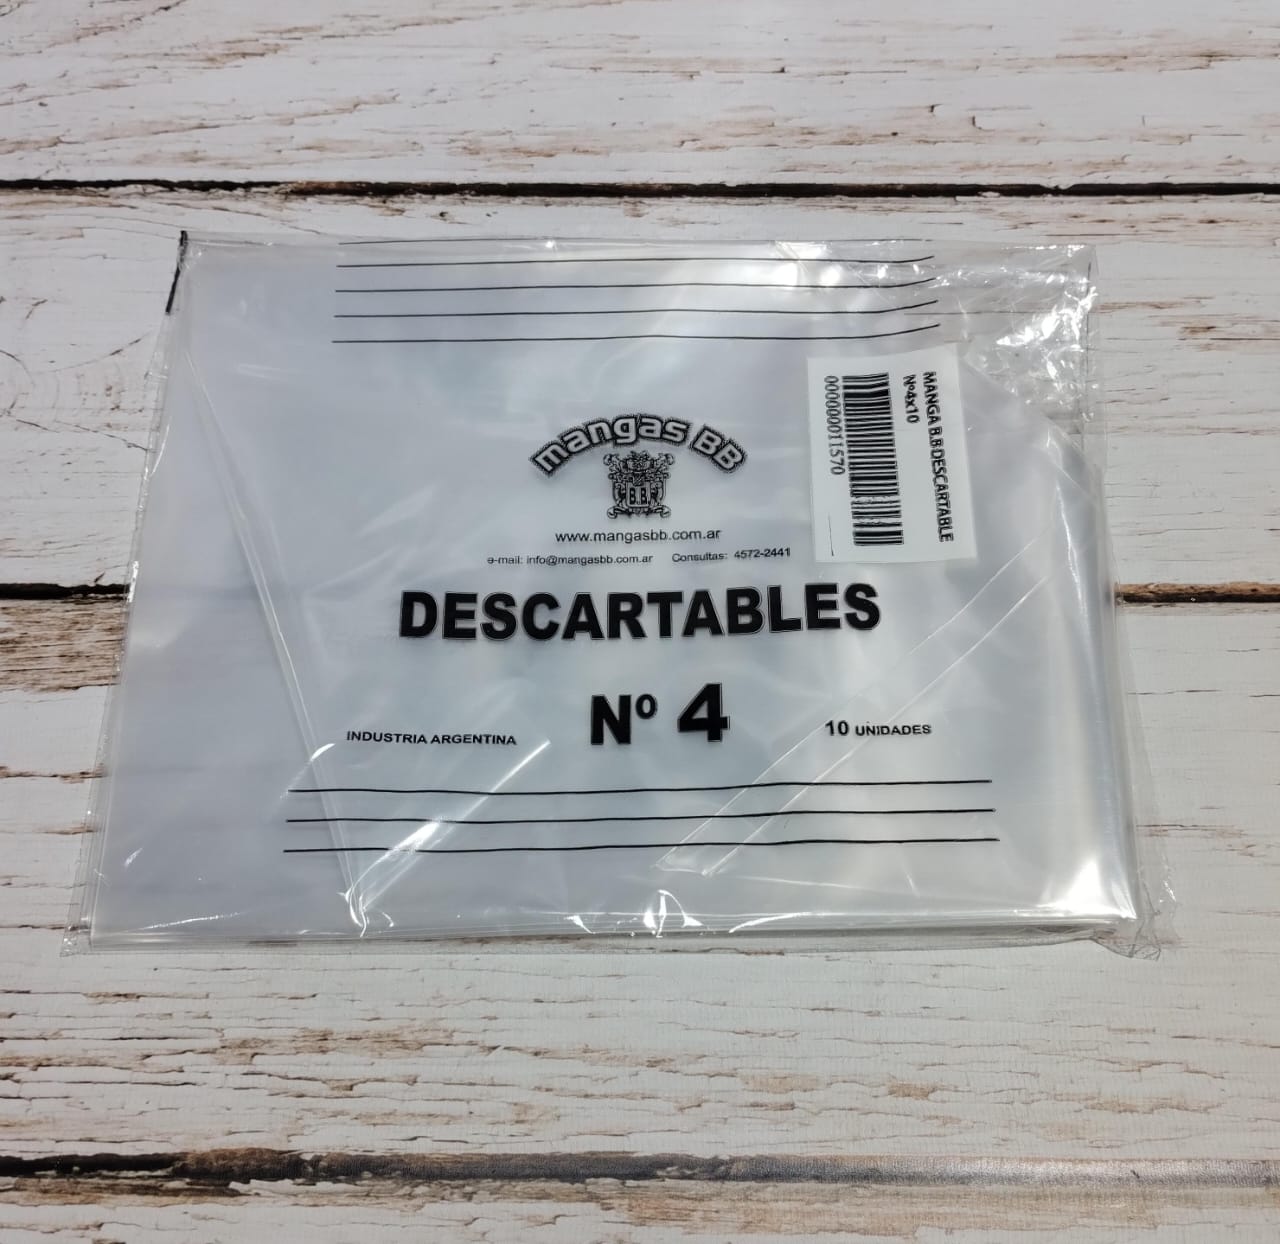 mangas BB
www.mangasbb.com.ar
e-mail: info@mangasbb.com.ar Consultas: 4572-2441
DESCARTABLES
Nº 4
INDUSTRIA ARGENTINA
10 UNIDADES
MANGA B.B DESCARTABLE
Nº4x10
0000000011570